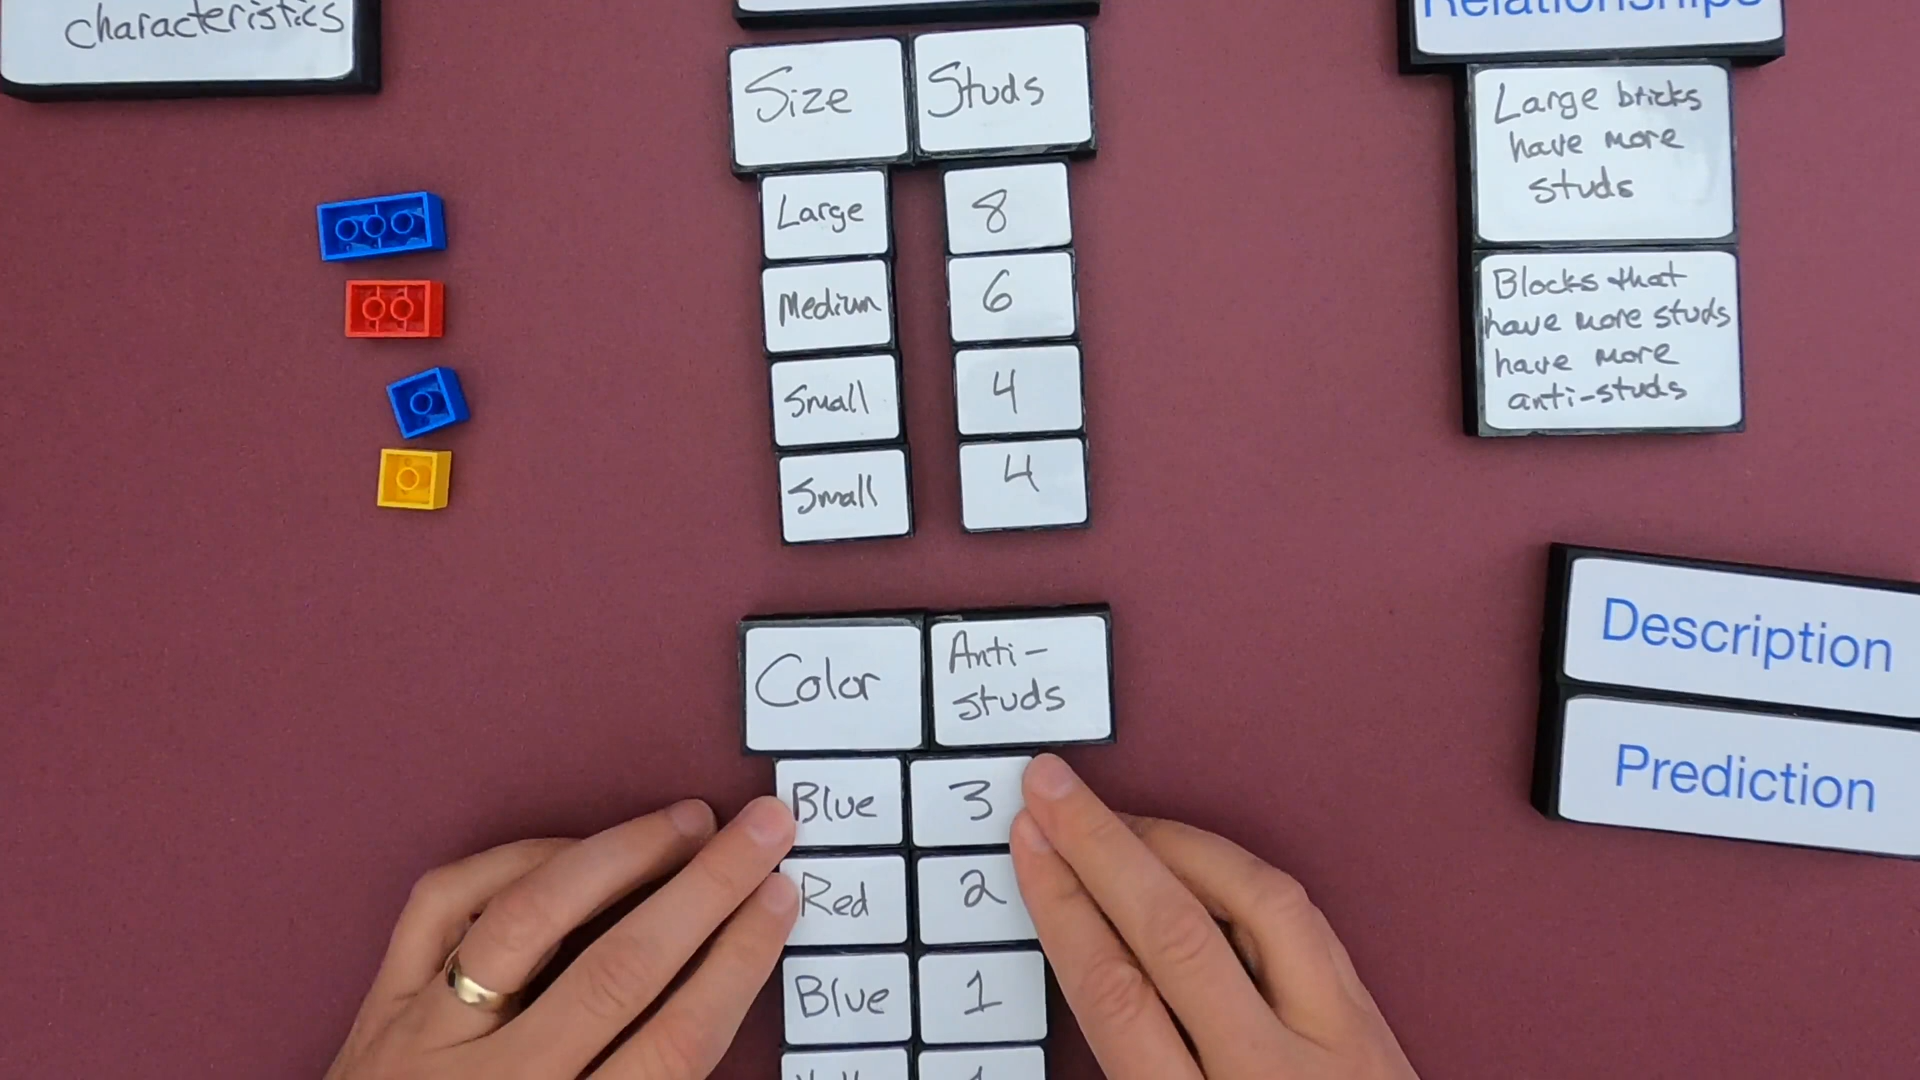 characteristics
Relationships
Size Studs
Large 8
Medium 6
Small 4
Small 4
Large bricks
have more
studs
Blocks that
have more studs
have more
anti-studs
Description
Prediction
Color Anti-
studs
Blue 3
Red 2
Blue 1